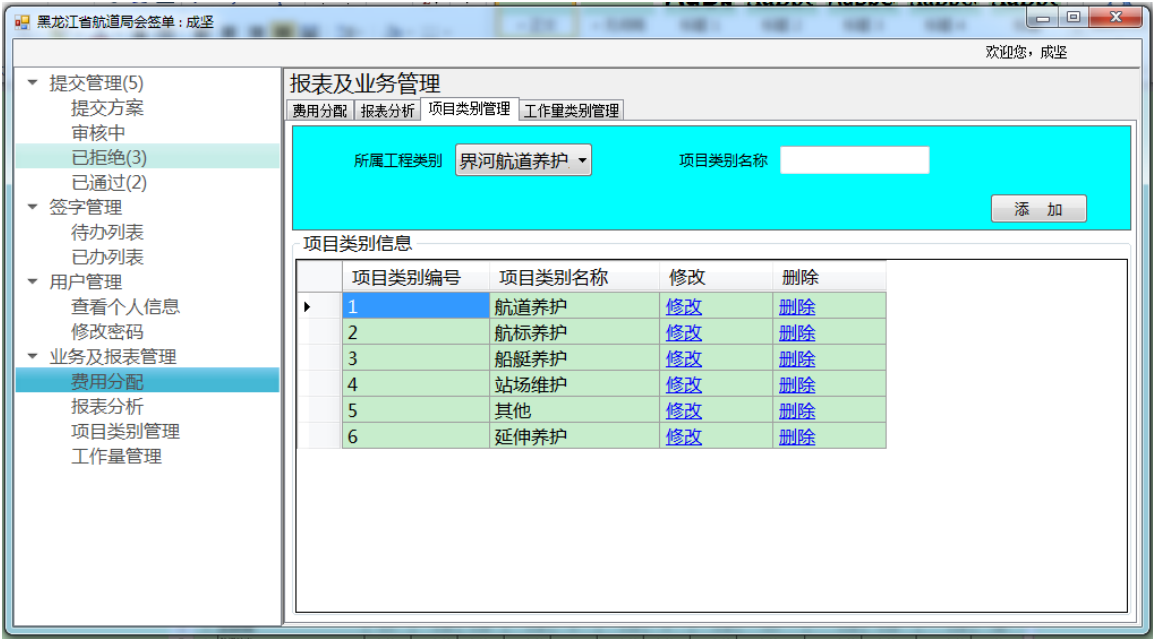 黑龙江省航道局会签单：成坚
欢迎您，成坚
提交管理(5)
提交方案
审核中
已拒绝(3)
已通过(2)
签字管理
待办列表
已办列表
用户管理
查看个人信息
修改密码
业务及报表管理
费用分配
报表分析
项目类别管理
工作量管理
报表及业务管理
费用分配 报表分析 项目类别管理 工作量类别管理
所属工程类别 界河航道养护 项目类别名称
添 加
项目类别信息
项目类别编号 项目类别名称 修改 删除
1 航道养护 修改 删除
2 航标养护 修改 删除
3 船艇养护 修改 删除
4 站场维护 修改 删除
5 其他 修改 删除
6 延伸养护 修改 删除